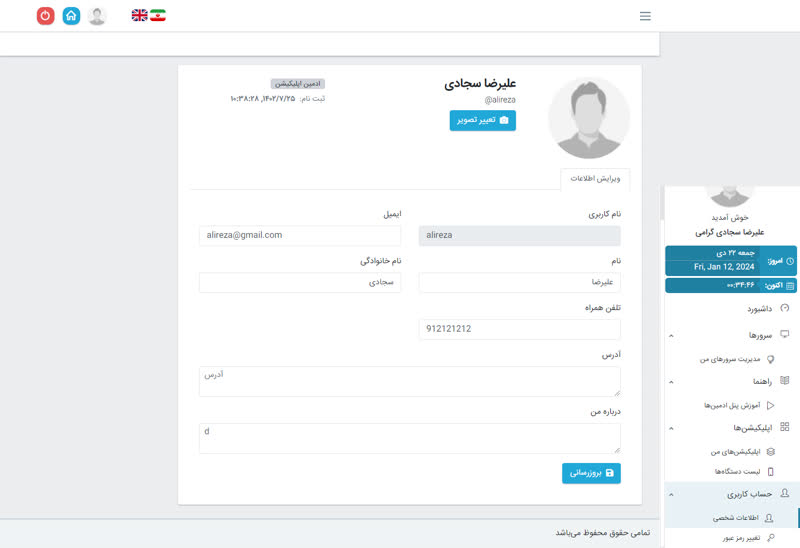 علیرضا سجادی
@alireza
تغییر تصویر
ادمین اپلیکیشن
ثبت نام: ۱۴۰۲/۷/۲۵, ۱۰:۳۸:۲۸
ویرایش اطلاعات
نام کاربری
alireza
ایمیل
alireza@gmail.com
نام
علیرضا
نام خانوادگی
سجادی
تلفن همراه
912121212
آدرس
آدرس
درباره من
d
بروزرسانی
تمامی حقوق محفوظ می‌باشد
خوش آمدید
علیرضا سجادی گرامی
امروز:
جمعه ۲۲ دی
Fri, Jan 12, 2024
اکنون:
۰۰:۳۴:۴۶
داشبورد
سرورها
مدیریت سرورهای من
راهنما
آموزش پنل ادمین‌ها
اپلیکیشن‌ها
اپلیکیشن‌های من
لیست دستگاه‌ها
حساب کاربری
اطلاعات شخصی
تغییر رمز عبور